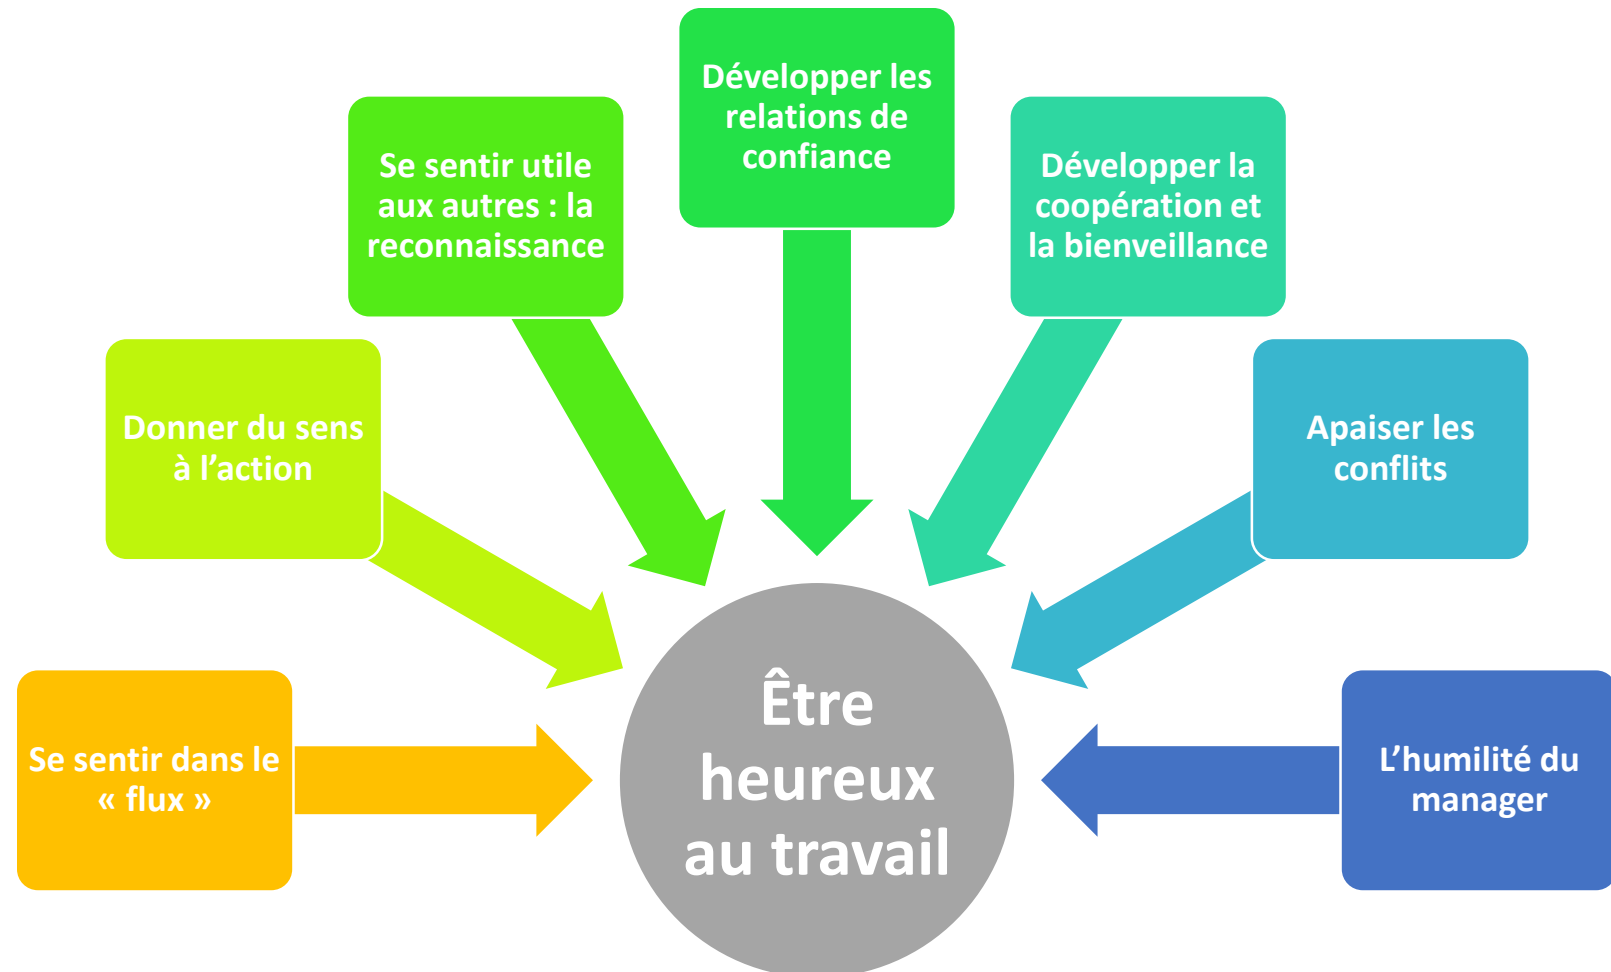 Développer les
relations de
confiance
Se sentir utile
aux autres : la
reconnaissance
Développer la
coopération et
la bienveillance
Donner du sens
à l’action
Apaiser les
conflits
Se sentir dans le
« flux »
Être
heureux
au travail
L’humilité du
manager